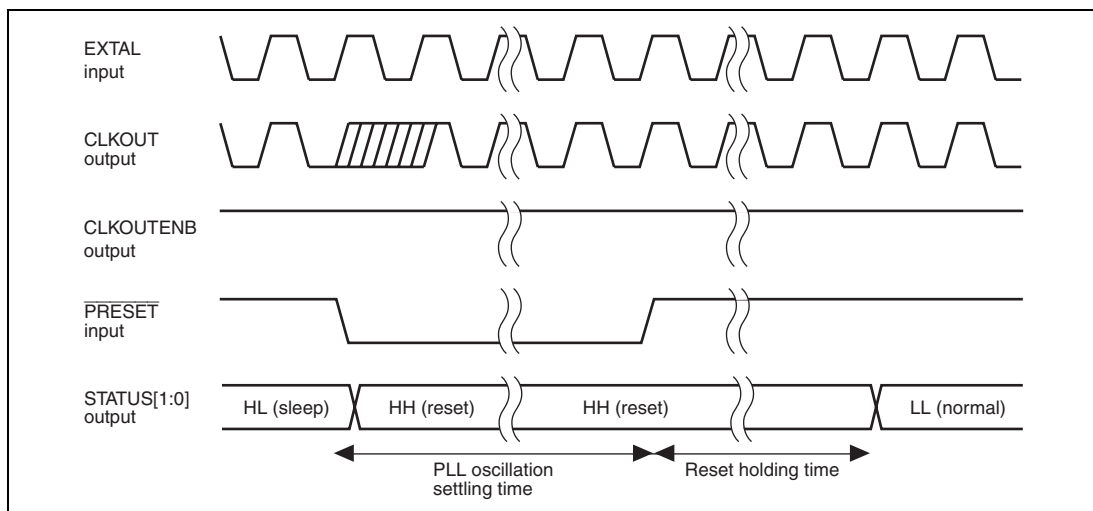 EXTAL
input
CLKOUT
output
CLKOUTENB
output
PRESET
input
STATUS[1:0]
output
HL (sleep)
HH (reset)
HH (reset)
LL (normal)
PLL oscillation
settling time
Reset holding time